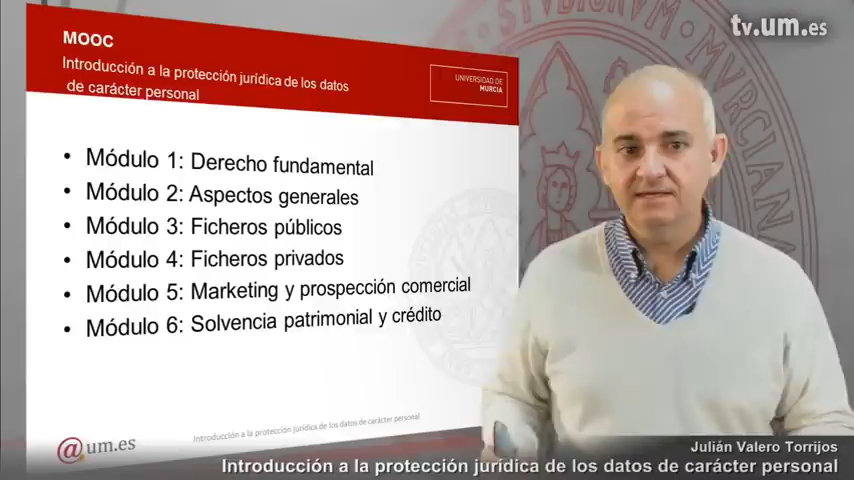 tv.um.es
MOOC
Introducción a la protección jurídica de los datos
de carácter personal
UNIVERSIDAD DE
MURCIA
• Módulo 1: Derecho fundamental
• Módulo 2: Aspectos generales
• Módulo 3: Ficheros públicos
• Módulo 4: Ficheros privados
• Módulo 5: Marketing y prospección comercial
• Módulo 6: Solvencia patrimonial y crédito
@um.es
Introducción a la protección jurídica de los datos de carácter personal
Julián Valero Torrijos
Introducción a la protección jurídica de los datos de carácter personal